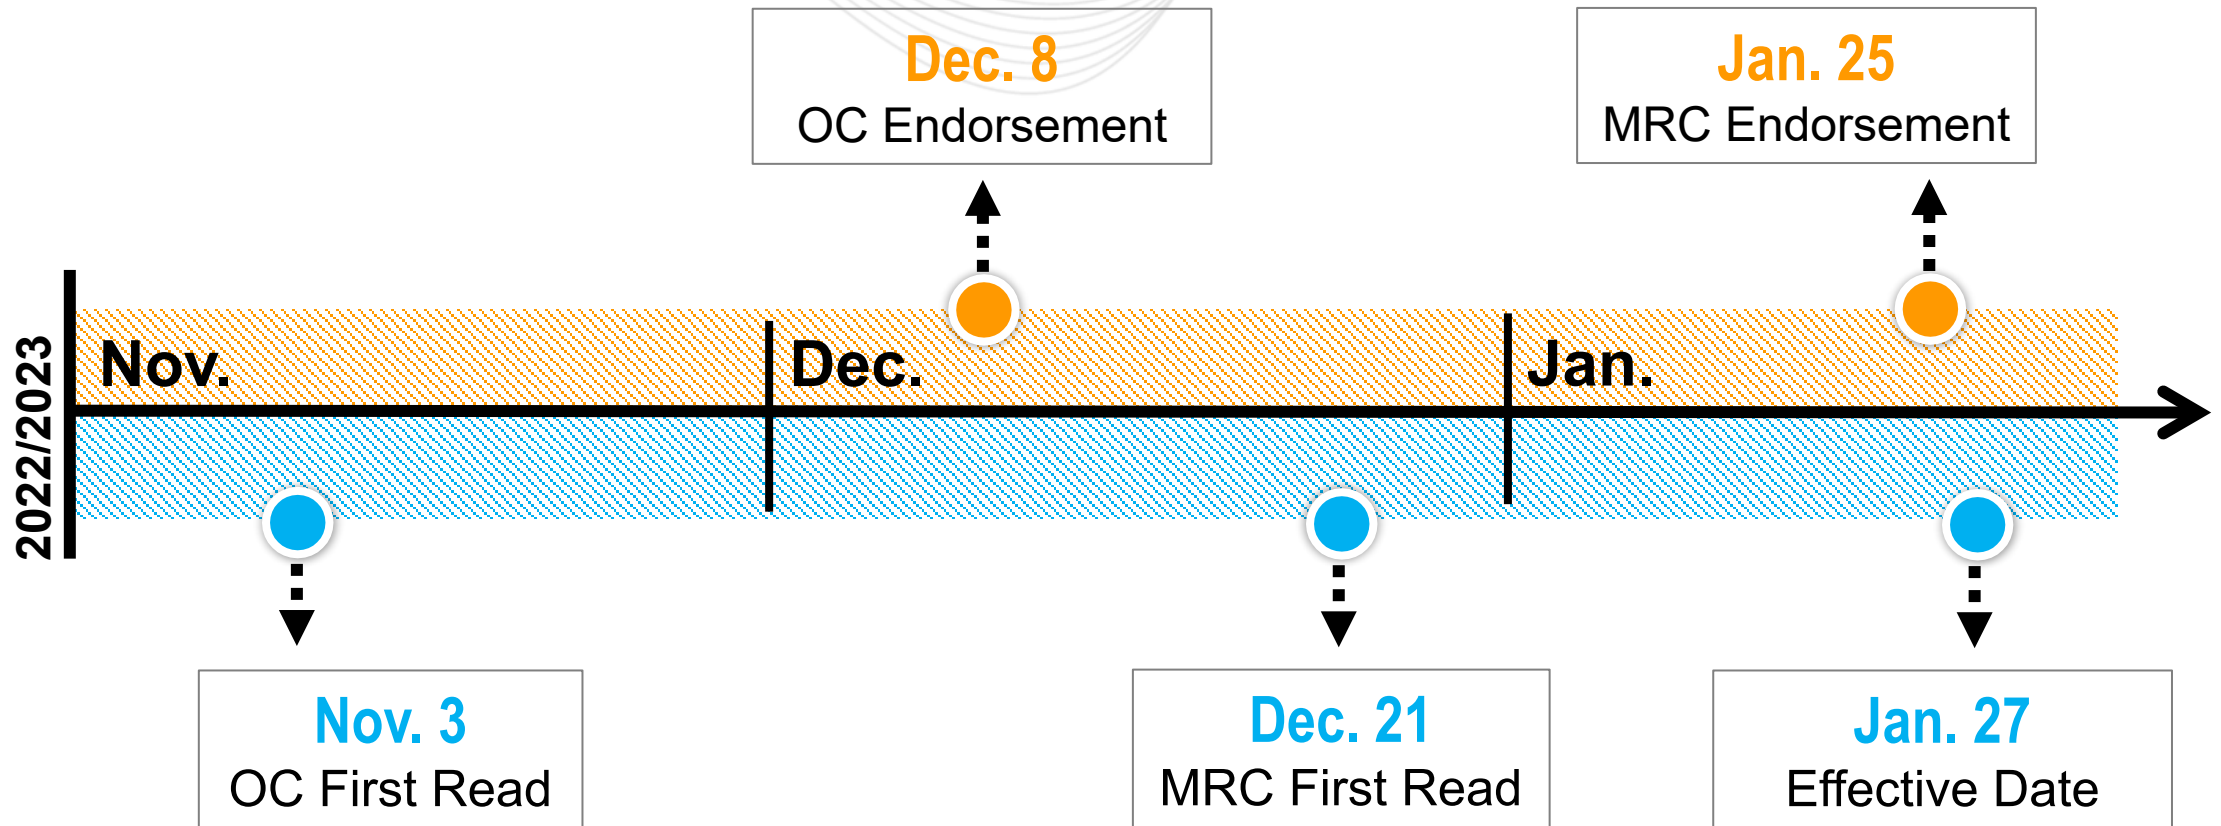 Dec. 8
OC Endorsement
Jan. 25
MRC Endorsement
2022/2023
Nov.
Dec.
Jan.
Nov. 3
OC First Read
Dec. 21
MRC First Read
Jan. 27
Effective Date